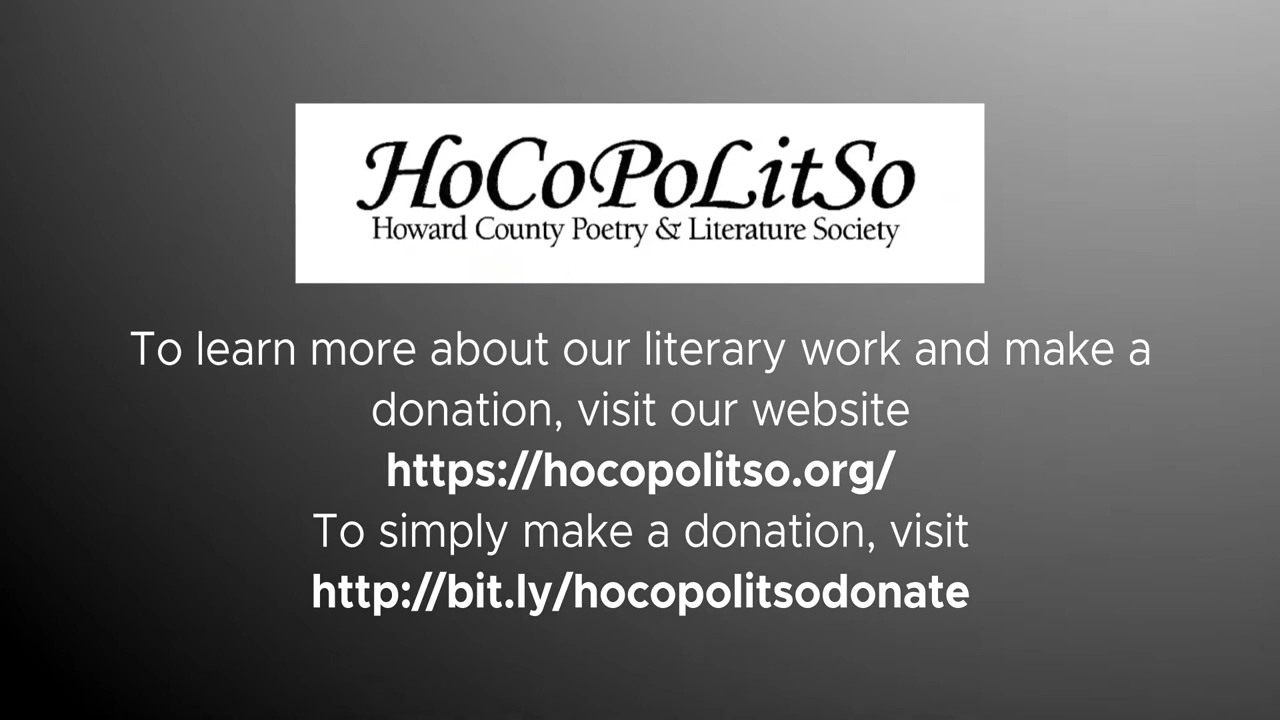 HoCoPoLitSo
Howard County Poetry & Literature Society
To learn more about our literary work and make a
donation, visit our website
https://hocopolitso.org/
To simply make a donation, visit
http://bit.ly/hocopolitsodonate